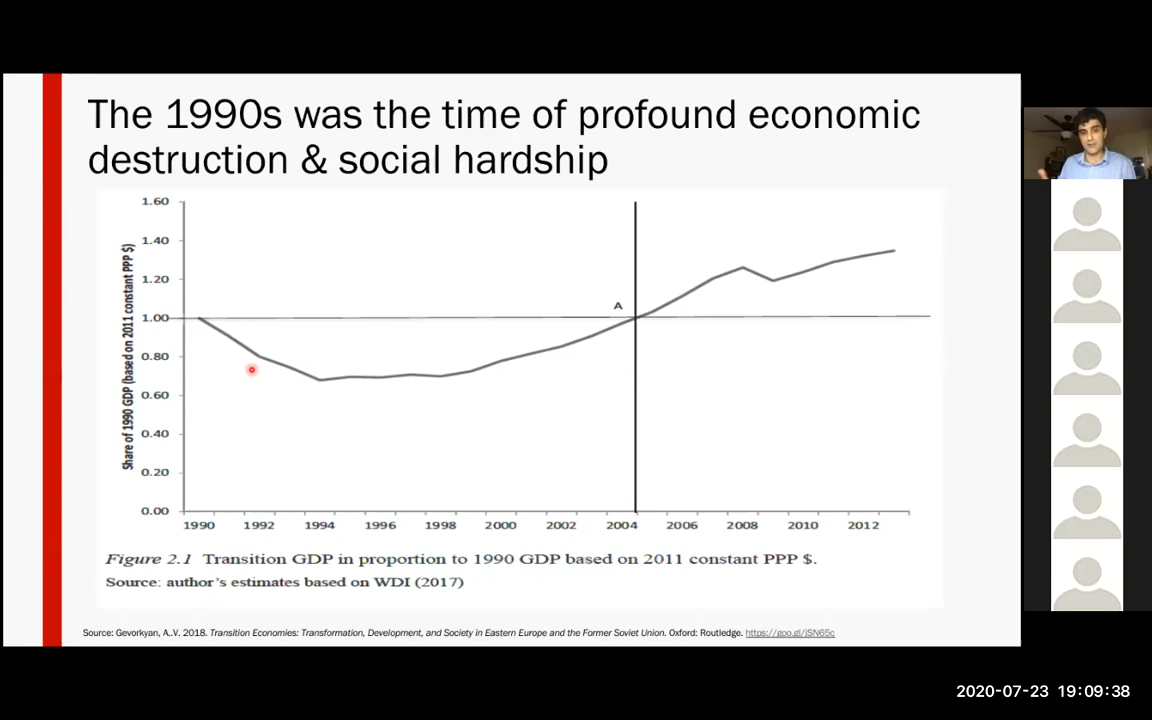 The 1990s was the time of profound economic
destruction & social hardship
Share of 1990 GDP (based on 2011 constant PPP $)
1.60
1.40
1.20
1.00
0.80
0.60
0.40
0.20
0.00
A
1990 1992 1994 1996 1998 2000 2002 2004 2006 2008 2010 2012
Figure 2.1 Transition GDP in proportion to 1990 GDP based on 2011 constant PPP $.
Source: author's estimates based on WDI (2017)
Source: Gevorkyan, A..V. 2018. Transition Economies: Transformation, Development, and Society in Eastern Europe and the Former Soviet Union. Oxford: Routledge. https://goo.gl/jSN65c
2020-07-23 19:09:38